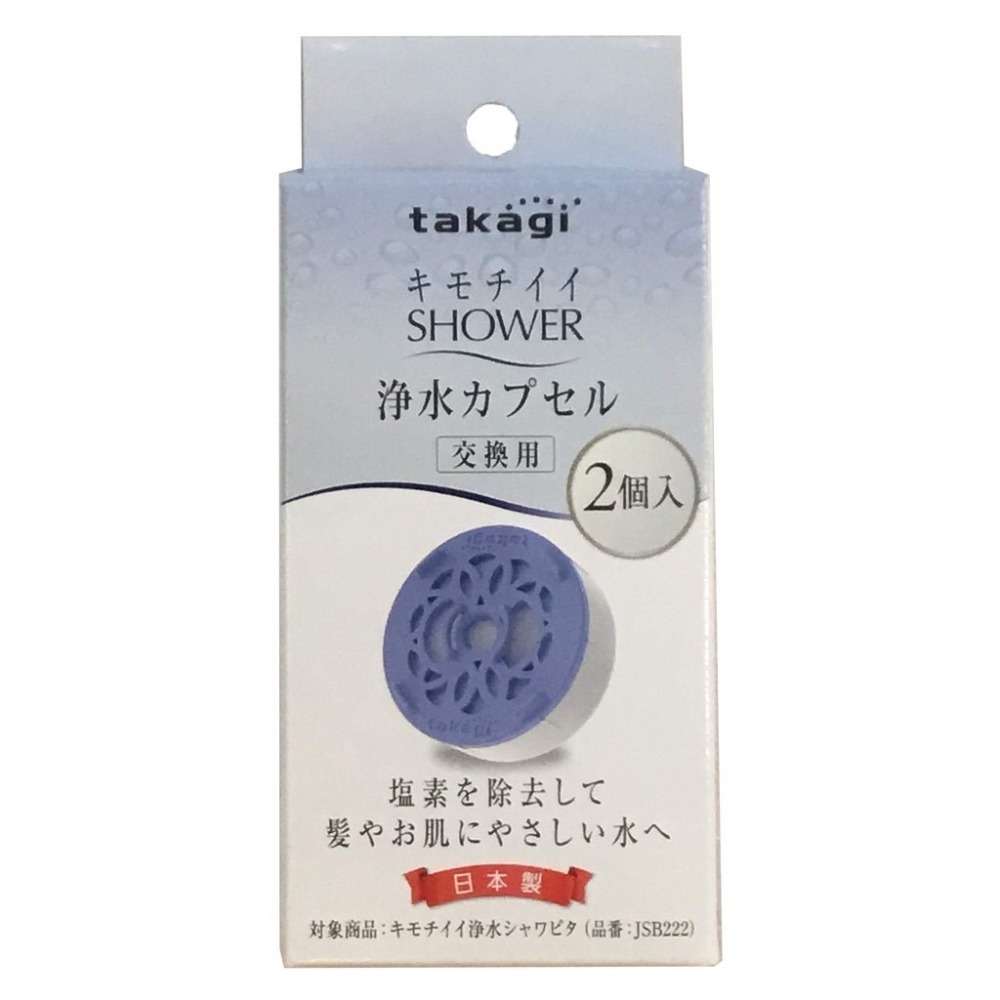 takagi
キモチイイ
SHOWER
浄水カプセル
交換用
2個入
takagi
takagi
塩素を除去して
髪やお肌にやさしい水へ
日本製
対象商品:キモチイイ浄水シャワピタ(品番:JSB222)